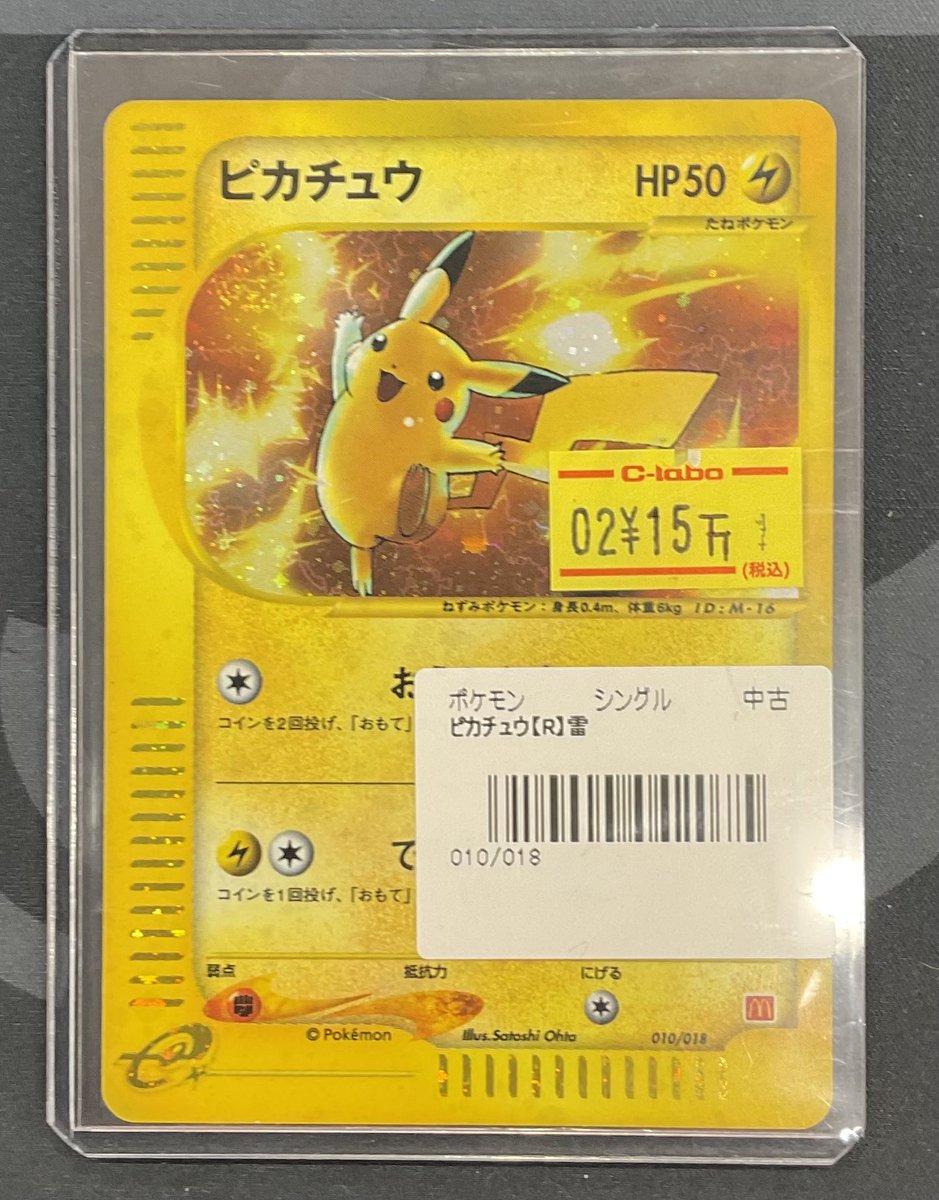 ピカチュウ HP50
たねポケモン
C-labo
02¥15万
(税込)
ねずみポケモン:身長0.4m、体重6kg ID:M-16
コインを2回投げ、「おもて」
ポケモン シングル 中古
ピカチュウ【R】雷
010/018
コインを1回投げ、「おもて」
弱点 抵抗力 にげる
© Pokémon Illus. Satoshi Ohta 010/018